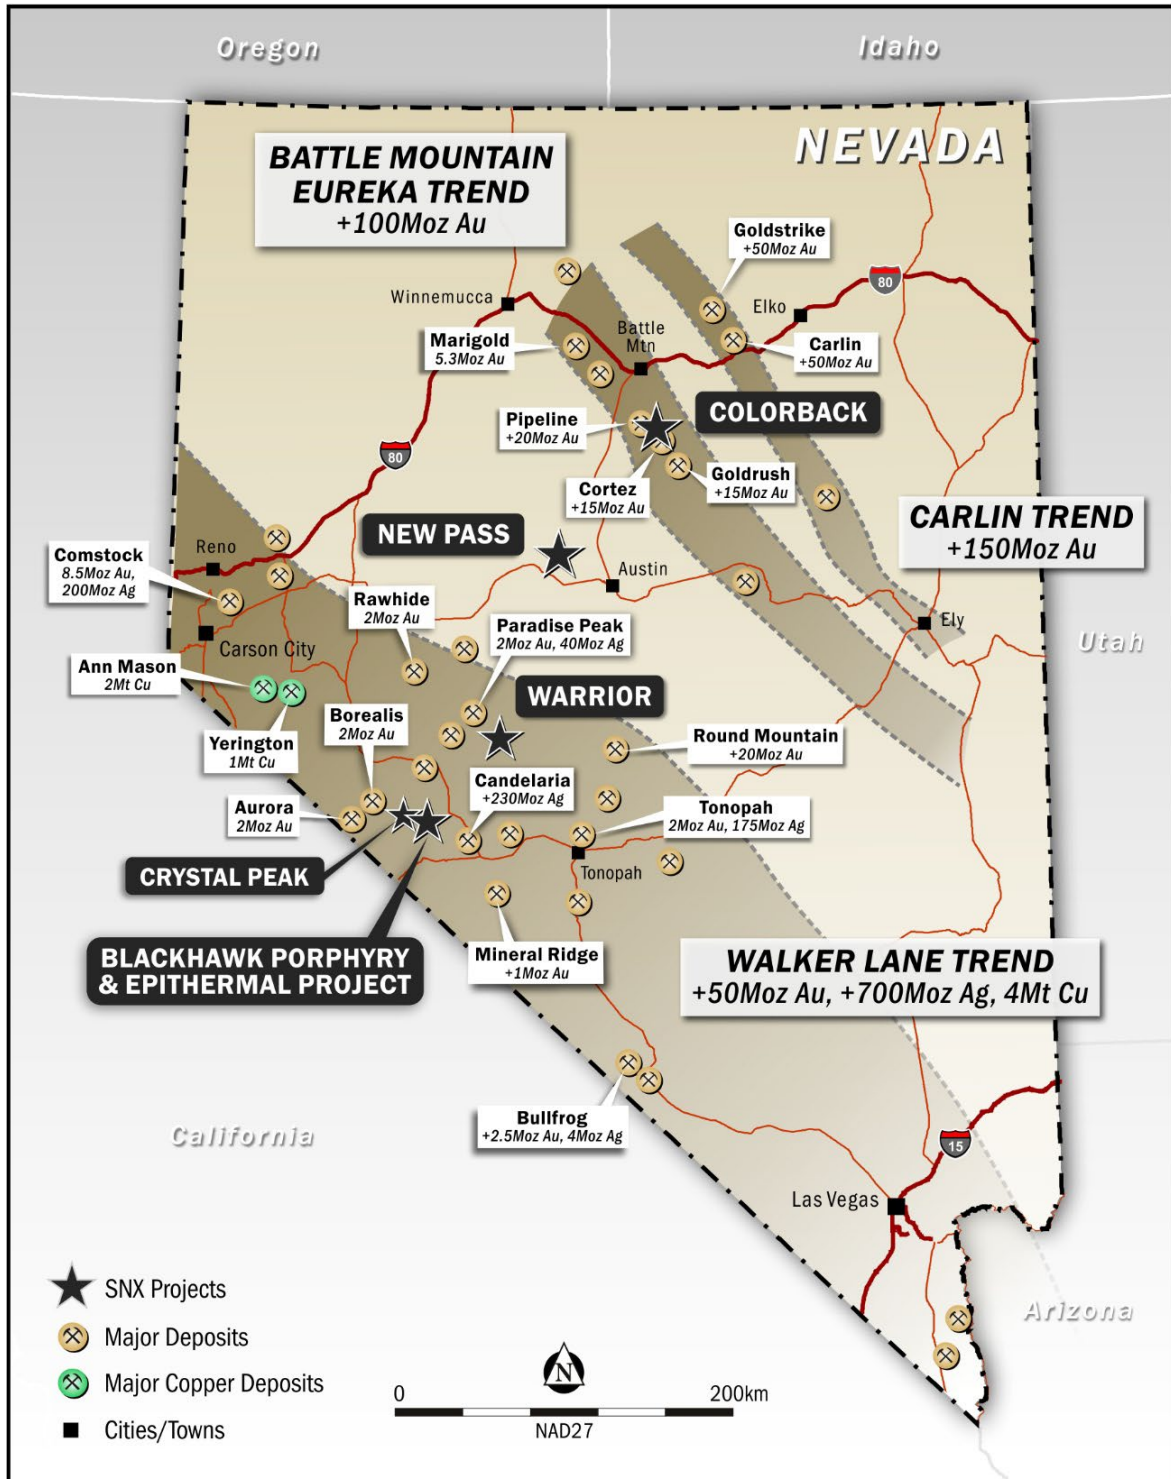 Oregon
Idaho
NEVADA
BATTLE MOUNTAIN
EUREKA TREND
+100Moz Au
Goldstrike
+50Moz Au
80
Winnemucca
Elko
Battle
Mtn
Marigold
5.3Moz Au
Carlin
+50Moz Au
COLORBACK
Pipeline
+20Moz Au
80
Goldrush
+15Moz Au
Cortez
+15Moz Au
CARLIN TREND
+150Moz Au
NEW PASS
Comstock
8.5Moz Au,
200Moz Ag
Reno
Austin
Rawhide
2Moz Au
Paradise Peak
2Moz Au, 40Moz Ag
Ely
Utah
Carson City
Ann Mason
2Mt Cu
WARRIOR
Borealis
2Moz Au
Yerington
1Mt Cu
Round Mountain
+20Moz Au
Candelaria
+230Moz Ag
Aurora
2Moz Au
Tonopah
2Moz Au, 175Moz Ag
CRYSTAL PEAK
Tonopah
BLACKHAWK PORPHYRY
& EPITHERMAL PROJECT
Mineral Ridge
+1Moz Au
WALKER LANE TREND
+50Moz Au, +700Moz Ag, 4Mt Cu
Bullfrog
+2.5Moz Au, 4Moz Ag
California
15
Las Vegas
Arizona
SNX Projects
Major Deposits
Major Copper Deposits
Cities/Towns
N
0
200km
NAD27